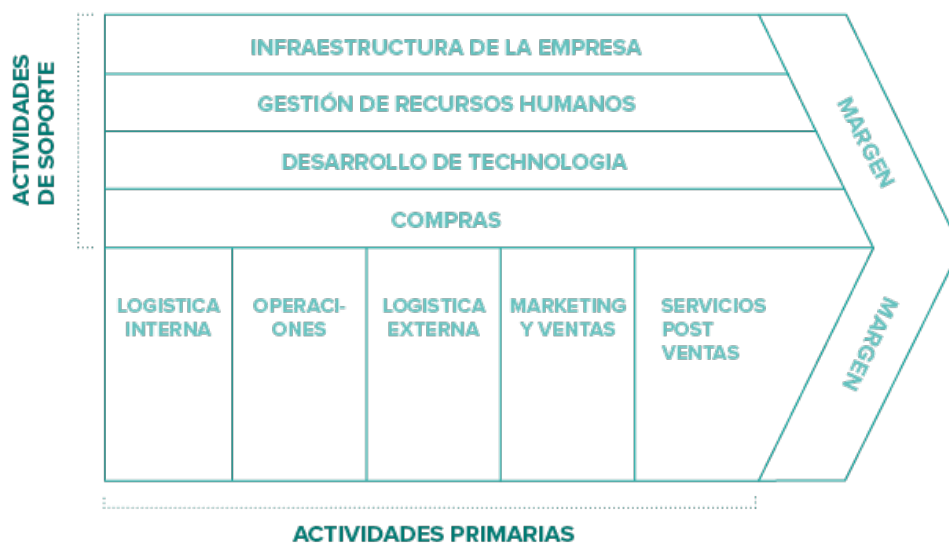 ACTIVIDADES
DE SOPORTE
INFRAESTRUCTURA DE LA EMPRESA
GESTIÓN DE RECURSOS HUMANOS
DESARROLLO DE TECHNOLOGIA
COMPRAS
MARGEN
LOGISTICA
INTERNA
OPERACI-
ONES
LOGISTICA
EXTERNA
MARKETING
Y VENTAS
SERVICIOS
POST
VENTAS
MARGEN
ACTIVIDADES PRIMARIAS